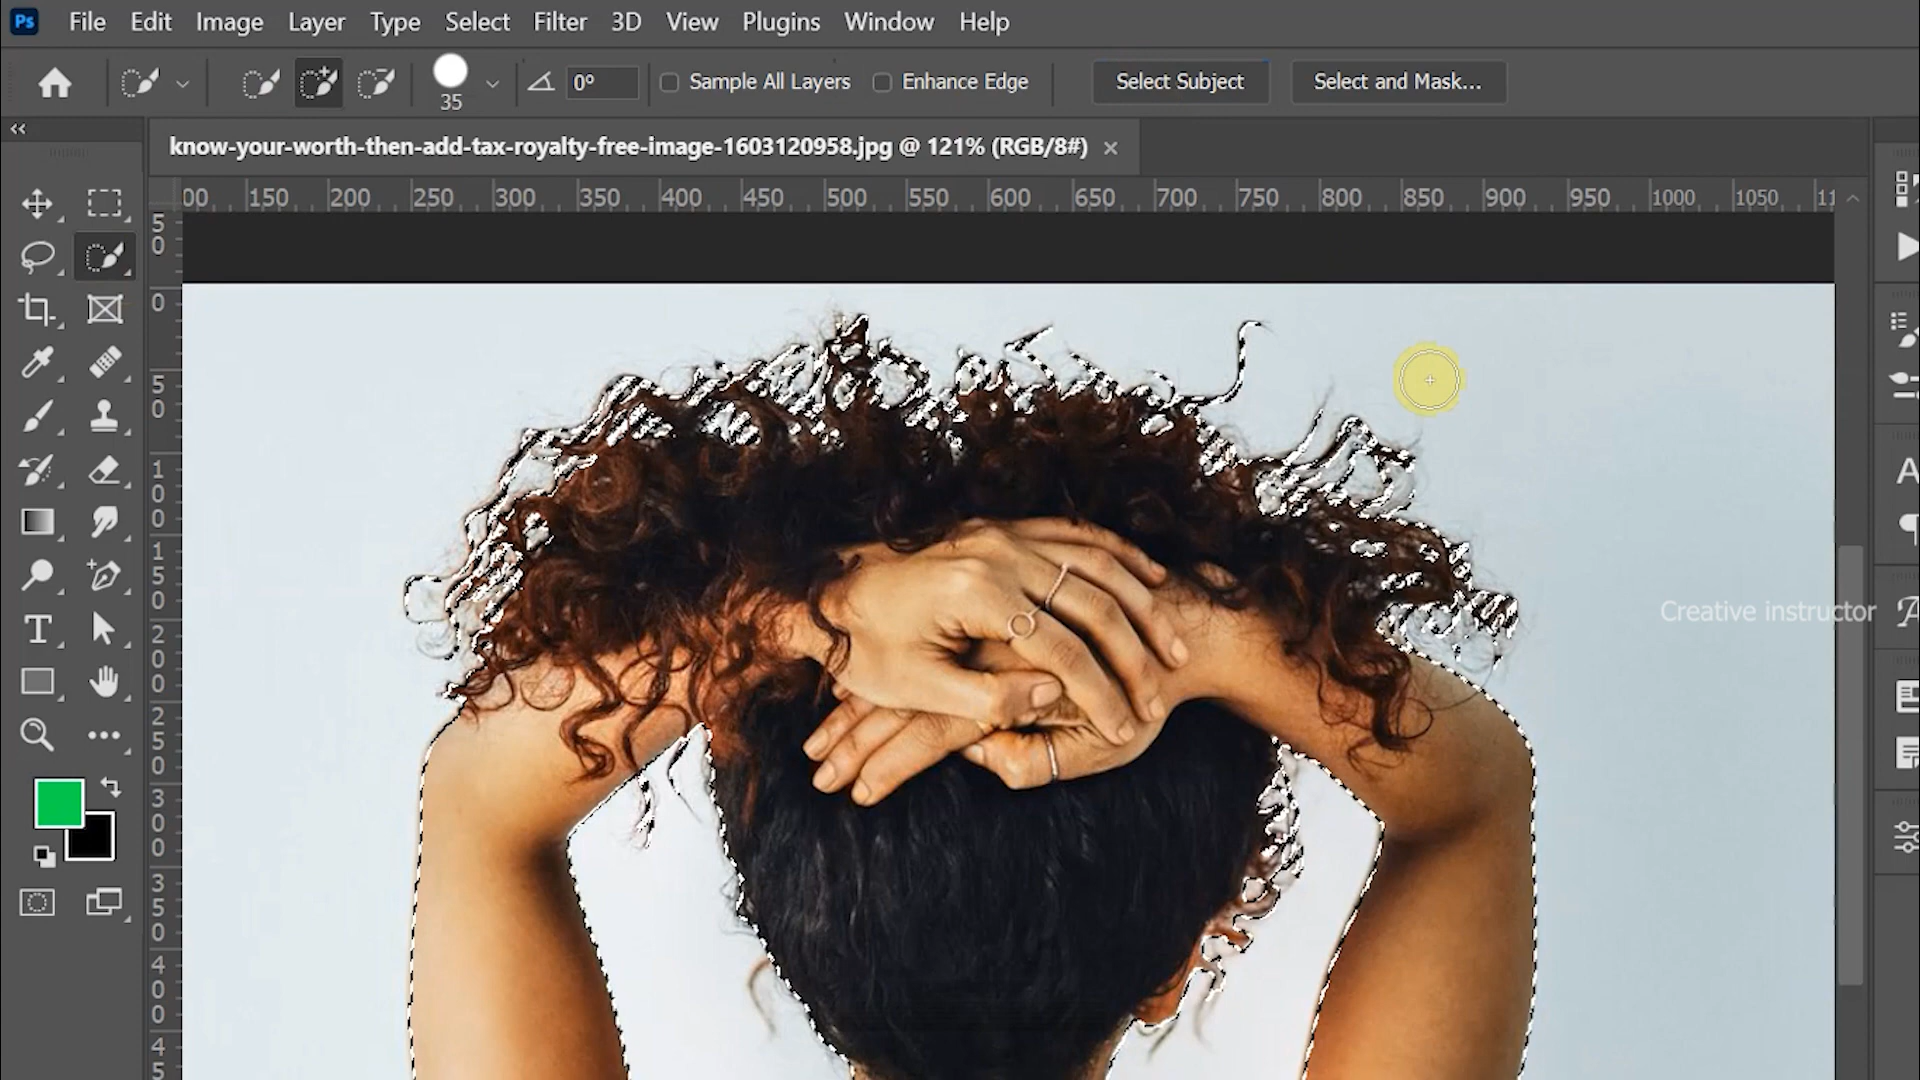 Ps File Edit Image Layer Type Select Filter 3D View Plugins Window Help
35 0° Sample All Layers Enhance Edge Select Subject Select and Mask...
know-your-worth-then-add-tax-royalty-free-image-1603120958.jpg @ 121% (RGB/8#) ×
00 150 200 250 300 350 400 450 500 550 600 650 700 750 800 850 900 950 1000 1050 11
50
0
50
100
150
200
250
300
350
400
45
Creative instructor